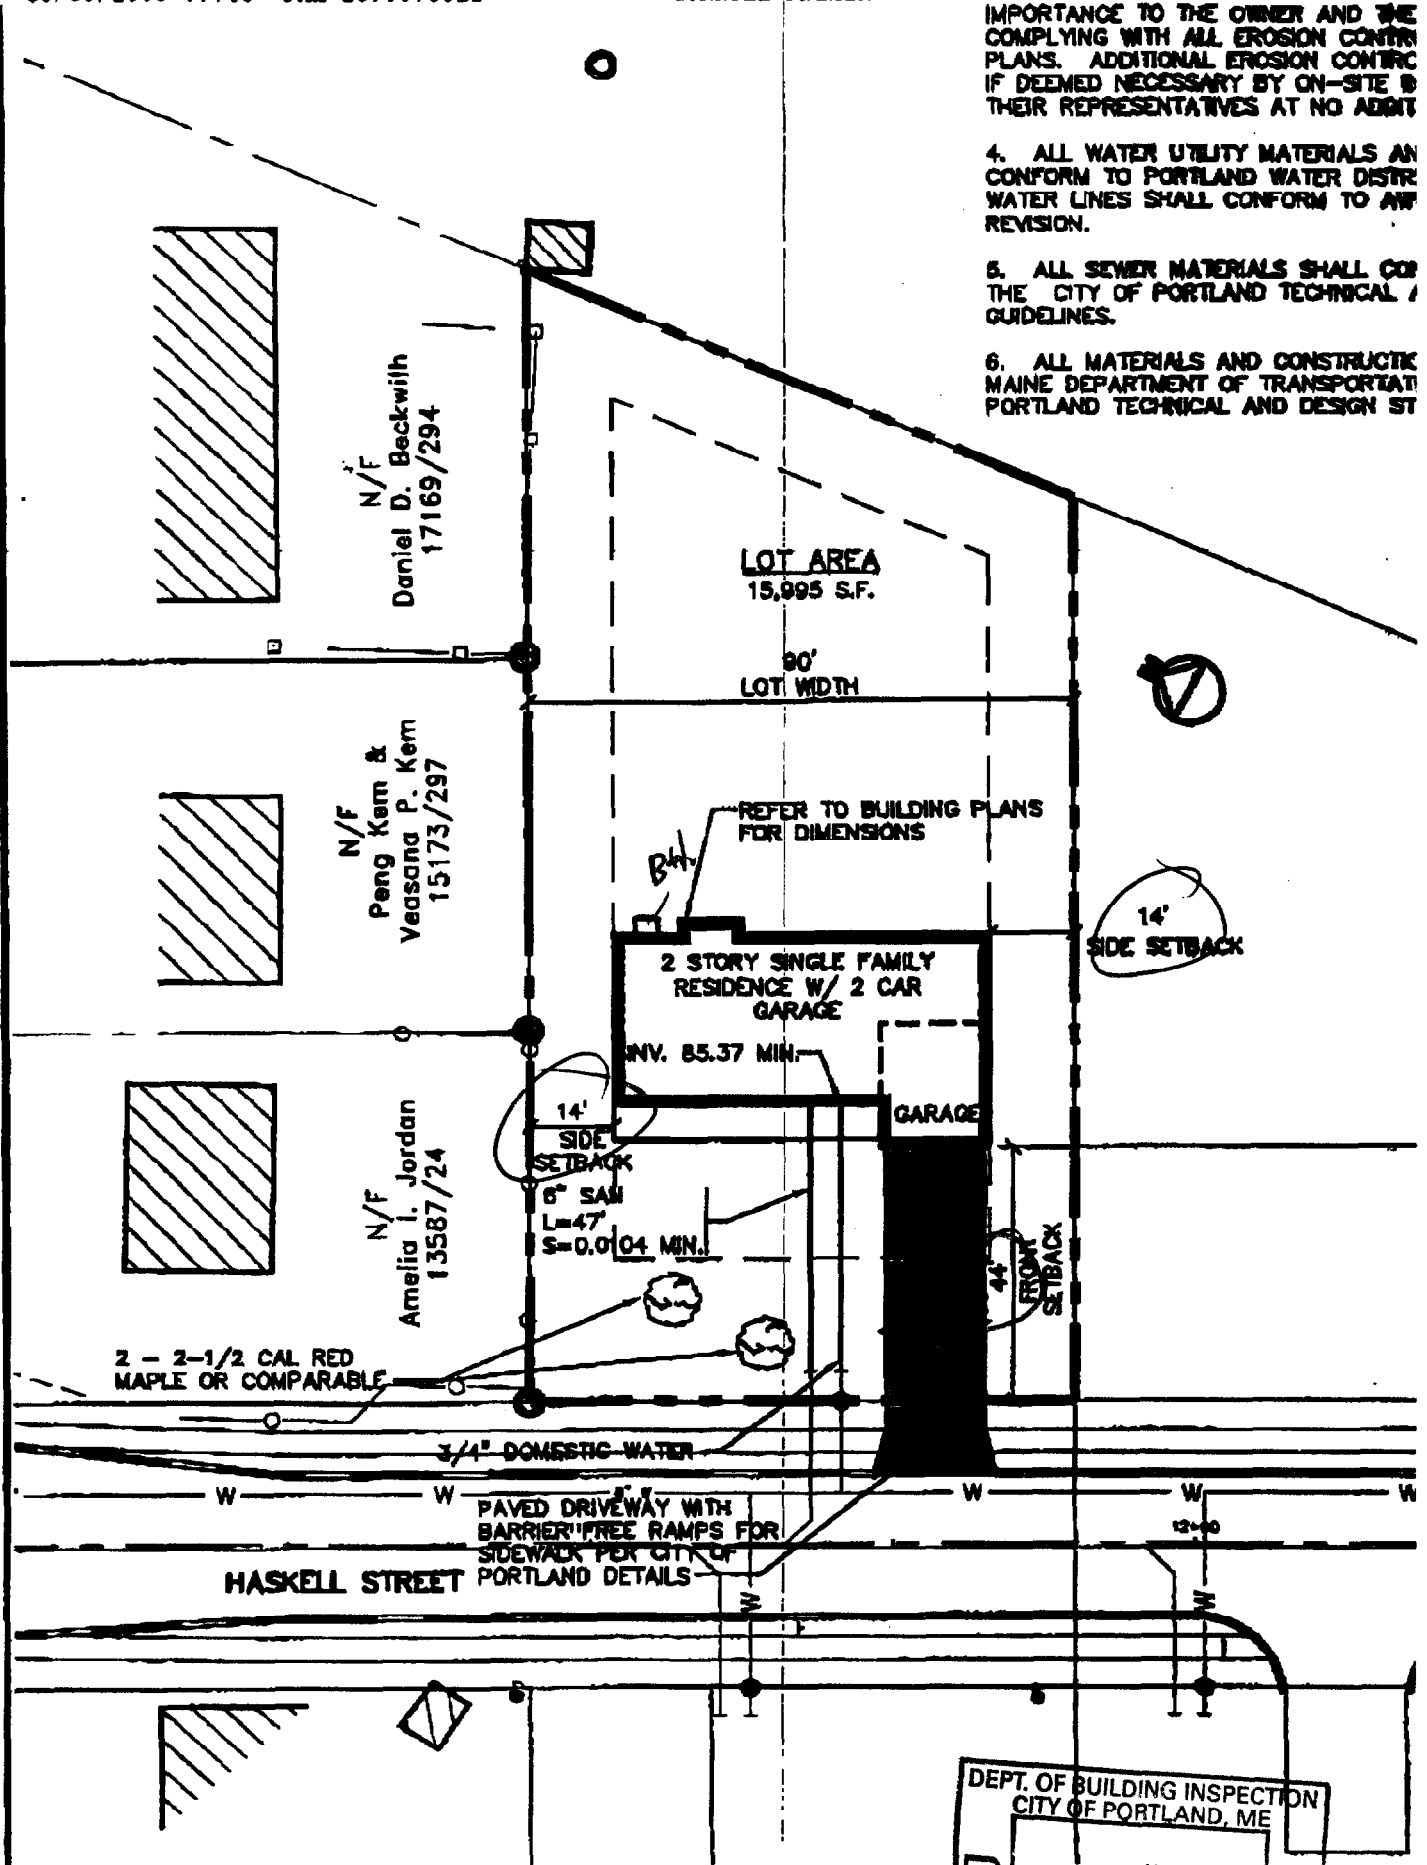 IMPORTANCE TO THE OWNER AND THE
COMPLYING WITH ALL EROSION
PLANS. ADDITIONAL EROSION
IF DEEMED NECESSARY BY ON-SITE
THEIR REPRESENTATIVES AT NO
4. ALL WATER UTILITY MATERIALS
CONFORM TO PORTLAND WATER
WATER LINES SHALL CONFORM TO
REVISION.
5. ALL SEWER MATERIALS SHALL
THE CITY OF PORTLAND TECHNICAL
GUIDELINES.
6. ALL MATERIALS AND
MAINE DEPARTMENT OF
PORTLAND TECHNICAL AND DESIGN ST
N/F
Daniel D. Beckwith
17169/294
LOT AREA
15,995 S.F.
90'
LOT WIDTH
N/F
Peng Kem &
Veasana P. Kem
15173/297
REFER TO BUILDING PLANS
FOR DIMENSIONS
14'
SIDE SETBACK
2 STORY SINGLE FAMILY
RESIDENCE W/ 2 CAR
GARAGE
INV. 85.37 MIN.
GARAGE
14'
SIDE
SETBACK
N/F
Amelia I. Jordan
13587/24
6" SAN
L=47'
S=0.0104 MIN.
44'
FRONT
SETBACK
2 - 2-1/2 CAL RED
MAPLE OR COMPARABLE
3/4" DOMESTIC WATER
W W W W W
PAVED DRIVEWAY WITH
BARRIER FREE RAMPS FOR
SIDEWALK PER CITY OF
PORTLAND DETAILS
12+00
HASKELL STREET
W W
DEPT. OF BUILDING INSPECTION
CITY OF PORTLAND, ME